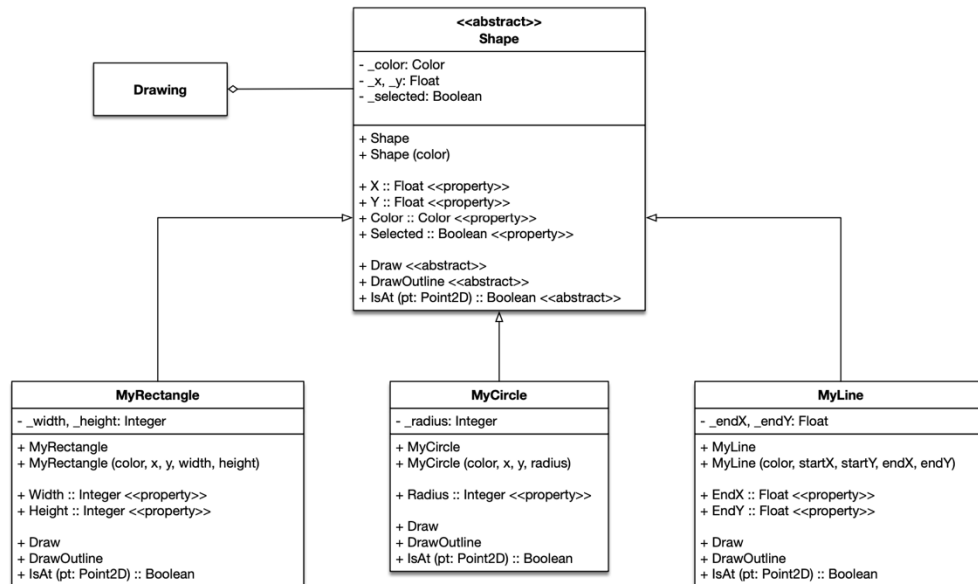 <<abstract>>
Shape
- _color: Color
- _x, _y: Float
- _selected: Boolean
Drawing
+ Shape
+ Shape (color)
+ X :: Float <<property>>
+ Y :: Float <<property>>
+ Color :: Color <<property>>
+ Selected :: Boolean <<property>>
+ Draw <<abstract>>
+ DrawOutline <<abstract>>
+ IsAt (pt: Point2D) :: Boolean <<abstract>>
MyRectangle
- _width, _height: Integer
+ MyRectangle
+ MyRectangle (color, x, y, width, height)
+ Width :: Integer <<property>>
+ Height :: Integer <<property>>
+ Draw
+ DrawOutline
+ IsAt (pt: Point2D) :: Boolean
MyCircle
- _radius: Integer
+ MyCircle
+ MyCircle (color, x, y, radius)
+ Radius :: Integer <<property>>
+ Draw
+ DrawOutline
+ IsAt (pt: Point2D) :: Boolean
MyLine
- _endX, _endY: Float
+ MyLine
+ MyLine (color, startX, startY, endX, endY)
+ EndX :: Float <<property>>
+ EndY :: Float <<property>>
+ Draw
+ DrawOutline
+ IsAt (pt: Point2D) :: Boolean